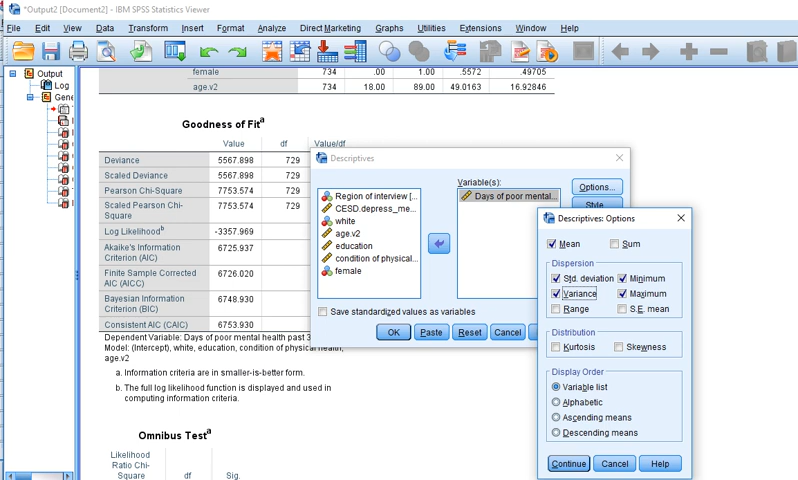 *Output2 [Document2] - IBM SPSS Statistics Viewer
File Edit View Data Transform Insert Format Analyze Direct Marketing Graphs Utilities Extensions Window Help
Output
Log
Gene
female 734 .00 1.00 .5572 .49705
age.v2 734 18.00 89.00 49.0163 16.92846
Goodness of Fit^a
Value df Value/df
Deviance 5567.898 729
Scaled Deviance 5567.898 729
Pearson Chi-Square 7753.574 729
Scaled Pearson Chi-
Square 7753.574 729
Log Likelihood^b -3357.969
Akaike's Information
Criterion (AIC) 6725.937
Finite Sample Corrected
AIC (AICC) 6726.020
Bayesian Information
Criterion (BIC) 6748.930
Consistent AIC (CAIC) 6753.930
Dependent Variable: Days of poor mental health past 3
Model: (Intercept), white, education, condition of physical health,
age.v2
a. Information criteria are in smaller-is-better form.
b. The full log likelihood function is displayed and used in
computing information criteria.
Omnibus Test^a
Likelihood
Ratio Chi-
Square df Sig.
Descriptives
Variable(s):
Region of interview [...
CESD.depress_me...
white
age.v2
education
condition of physical...
female
Days of poor mental...
Options...
Style...
Save standardized values as variables
OK Paste Reset Cancel
Descriptives: Options
Mean Sum
Dispersion
Std. deviation Minimum
Variance Maximum
Range S.E. mean
Distribution
Kurtosis Skewness
Display Order
Variable list
Alphabetic
Ascending means
Descending means
Continue Cancel Help